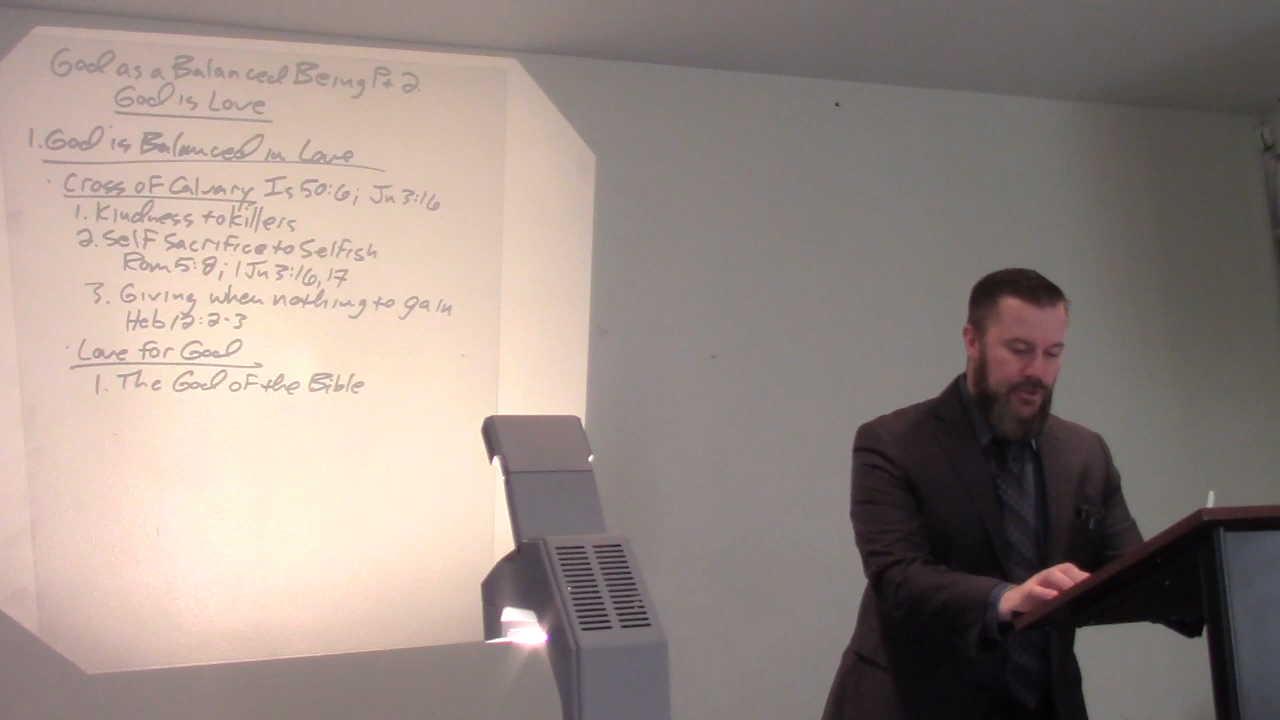 God as a Balanced Being Pt 2.
God is Love
1. God is Balanced in Love
· Cross of Calvary Is 50:6; Jn 3:16
1. Kindness to Killers
2. Self Sacrifice to Selfish
Rom 5:8; 1 Jn 3:16,17
3. Giving when nothing to gain
Heb 12:2-3
· Love for God
1. The God of the Bible